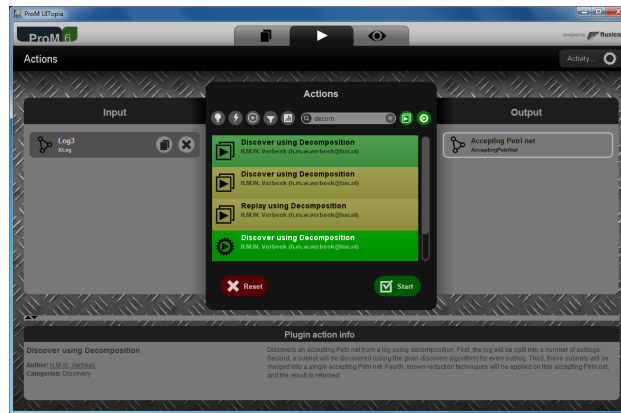 ProM UITopia
ProM 6
designed by fluxicon
Actions
Activity...
Actions
Input
Output
decom
Log3
XLog
Discover using Decomposition
H.M.W. Verbeek (h.m.w.verbeek@tue.nl)
Discover using Decomposition
H.M.W. Verbeek (h.m.w.verbeek@tue.nl)
Replay using Decomposition
H.M.W. Verbeek (h.m.w.verbeek@tue.nl)
Discover using Decomposition
H.M.W. Verbeek (h.m.w.verbeek@tue.nl)
Accepting Petri net
AcceptingPetriNet
Reset
Start
Plugin action info
Discover using Decomposition
Author: H.M.W. Verbeek
Categories: Discovery
Discovers an accepting Petri net from a log using decomposition. First, the log will be split into a number of sublogs.
Second, a subnet will be discovered (using the given discovery algorithm) for every sublog. Third, these subnets will be
merged into a single accepting Petri net. Fourth, known reduction techniques will be applied on this accepting Petri net,
and the result is returned.